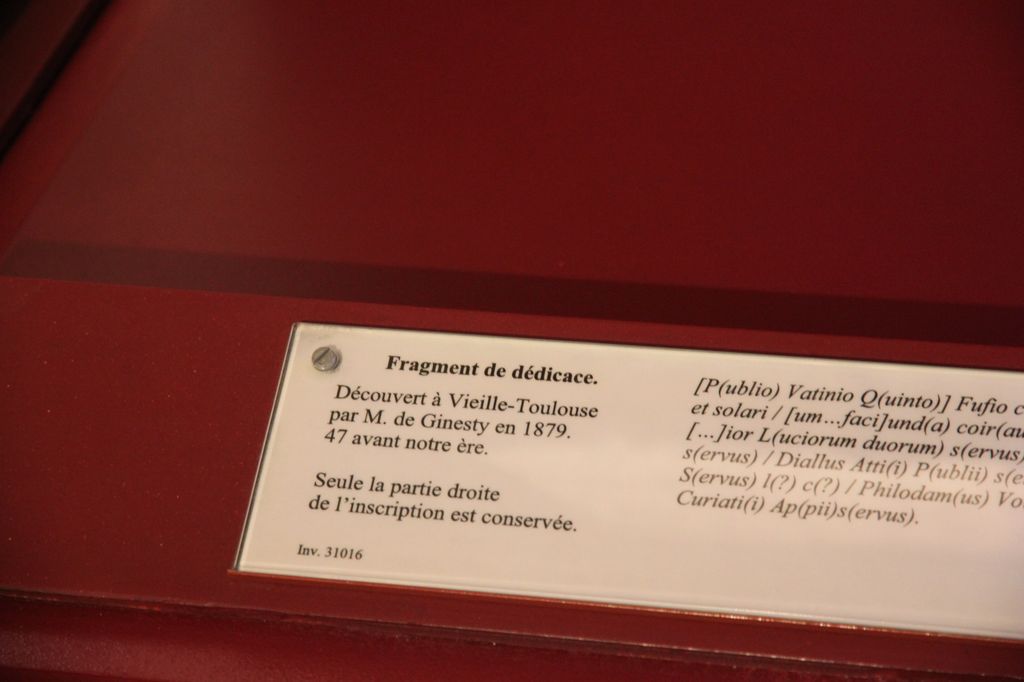 Fragment de dédicace.
Découvert à Vieille-Toulouse
par M. de Ginesty en 1879.
47 avant notre ère.
Seule la partie droite
de l'inscription est conservée.
Inv. 31016
[P(ublio) Vatinio Q(uinto)] Fufio c
et solari / [um...faci]und(a) coir(au
[...]ior L(uciorum duorum) s(ervus)
s(ervus) / Diallus Atti(i) P(ublii) s(e
S(ervus) l(?) c(?) / Philodam(us) Vo
Curiati(i) Ap(pii)s(ervus).